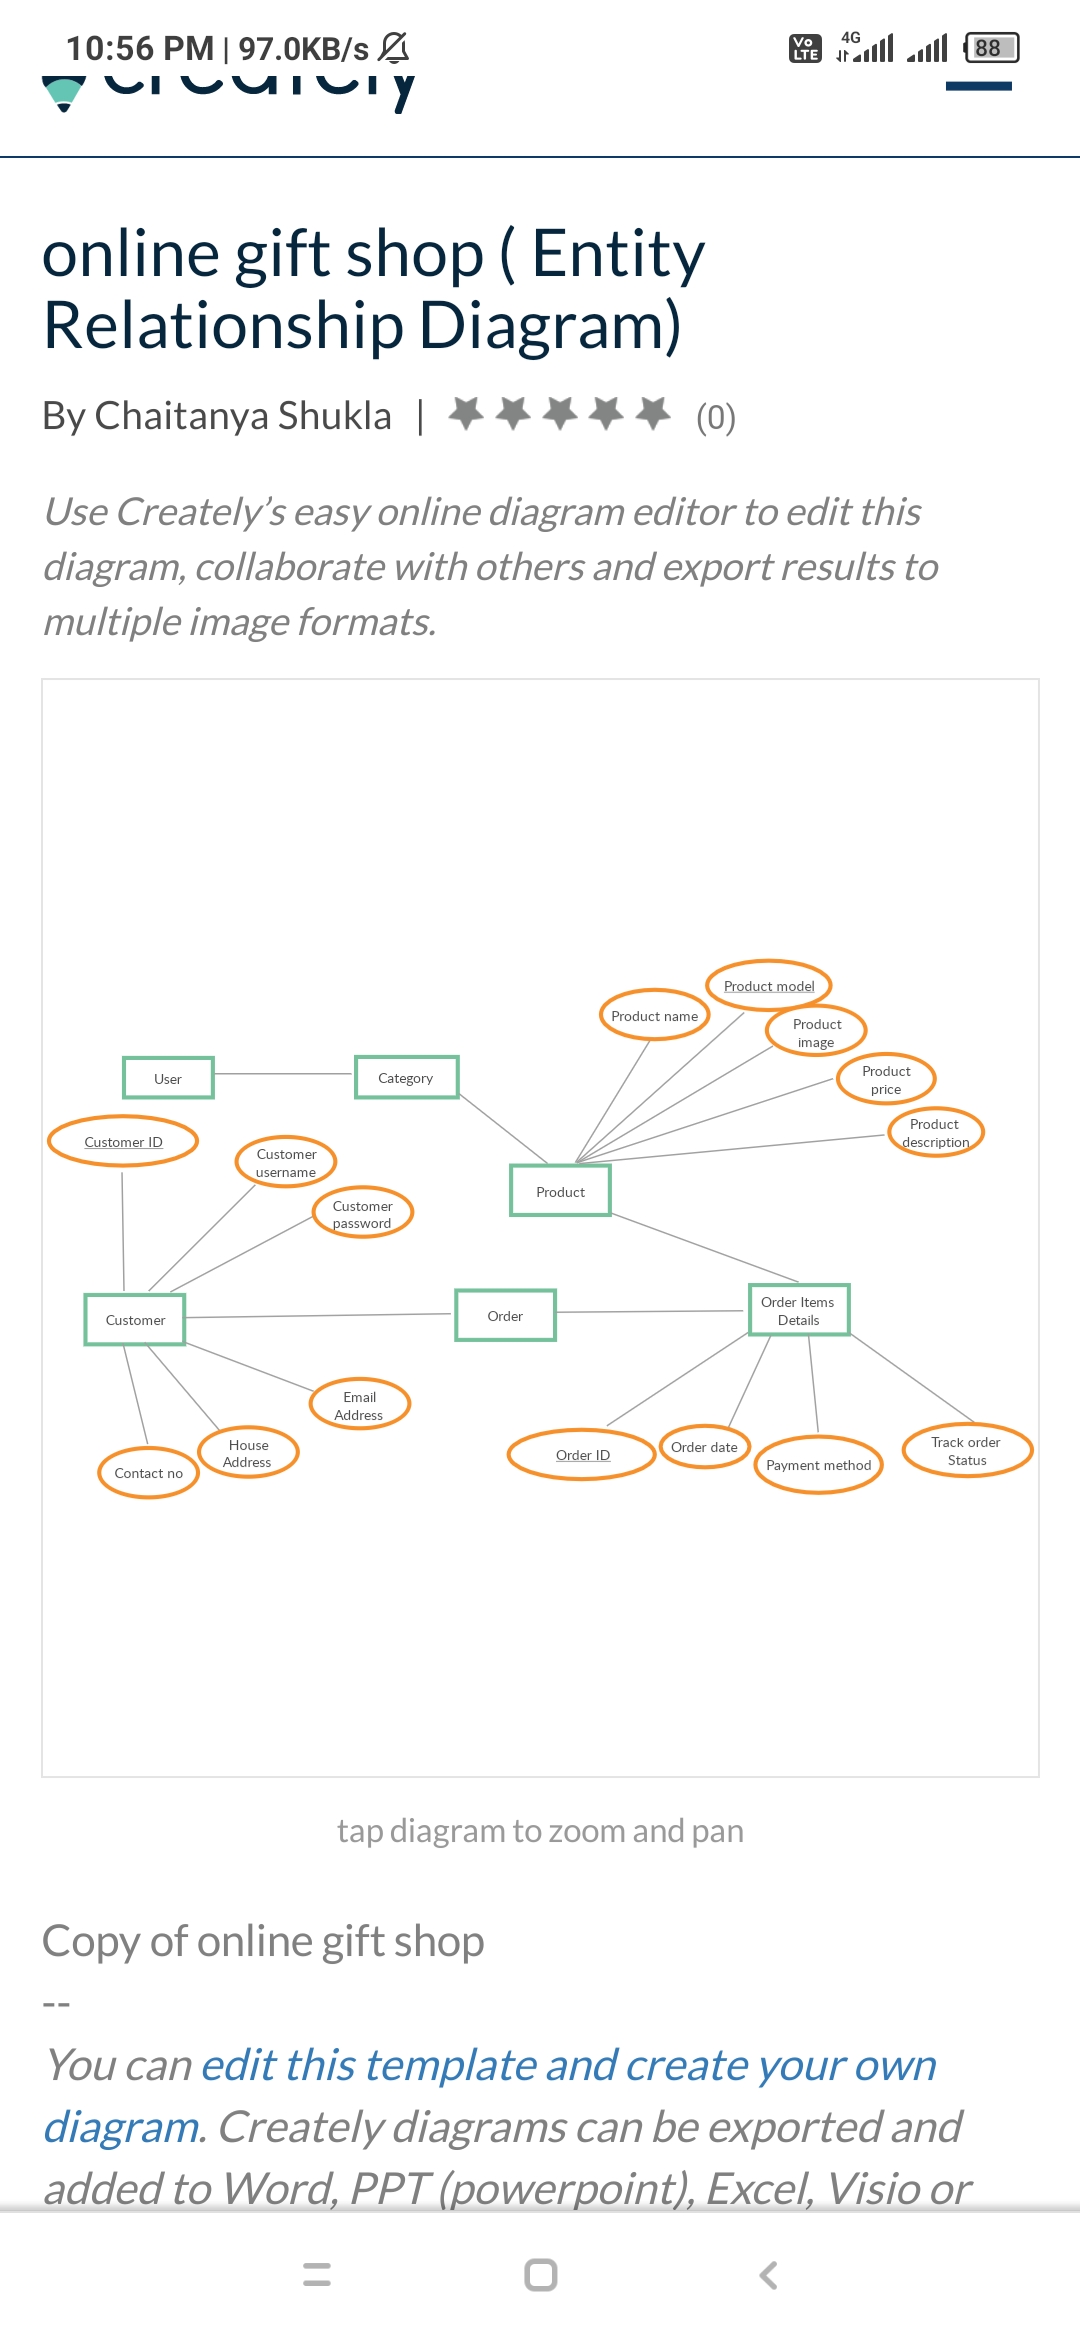 10:56 PM | 97.0KB/s
Vo LTE 4G 88
creately
online gift shop ( Entity
Relationship Diagram)
By Chaitanya Shukla | (0)
Use Creately’s easy online diagram editor to edit this
diagram, collaborate with others and export results to
multiple image formats.
Product model
Product name
Product
image
User
Category
Product
price
Product
description
Customer ID
Customer
username
Product
Customer
password
Customer
Order
Order Items
Details
Email
Address
House
Address
Contact no
Order ID
Order date
Payment method
Track order
Status
tap diagram to zoom and pan
Copy of online gift shop
--
You can edit this template and create your own
diagram. Creately diagrams can be exported and
added to Word, PPT (powerpoint), Excel, Visio or